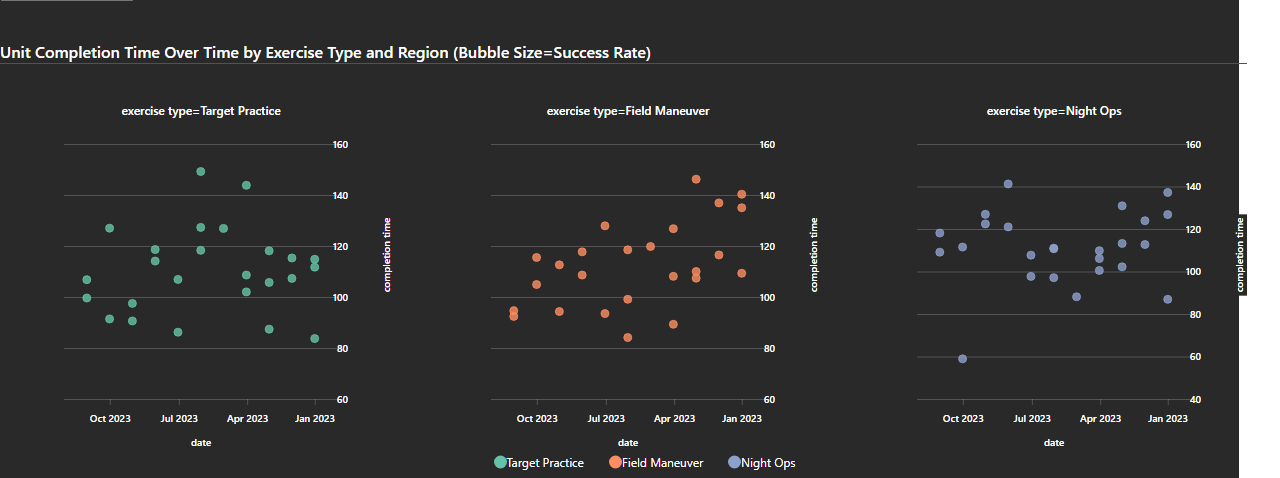 Unit Completion Time Over Time by Exercise Type and Region (Bubble Size=Success Rate)
exercise type=Target Practice
160
140
120
100
80
60
completion time
Oct 2023 Jul 2023 Apr 2023 Jan 2023
date
exercise type=Field Maneuver
160
140
120
100
80
60
completion time
Oct 2023 Jul 2023 Apr 2023 Jan 2023
date
exercise type=Night Ops
160
140
120
100
80
60
40
completion time
Oct 2023 Jul 2023 Apr 2023 Jan 2023
date
Target Practice Field Maneuver Night Ops